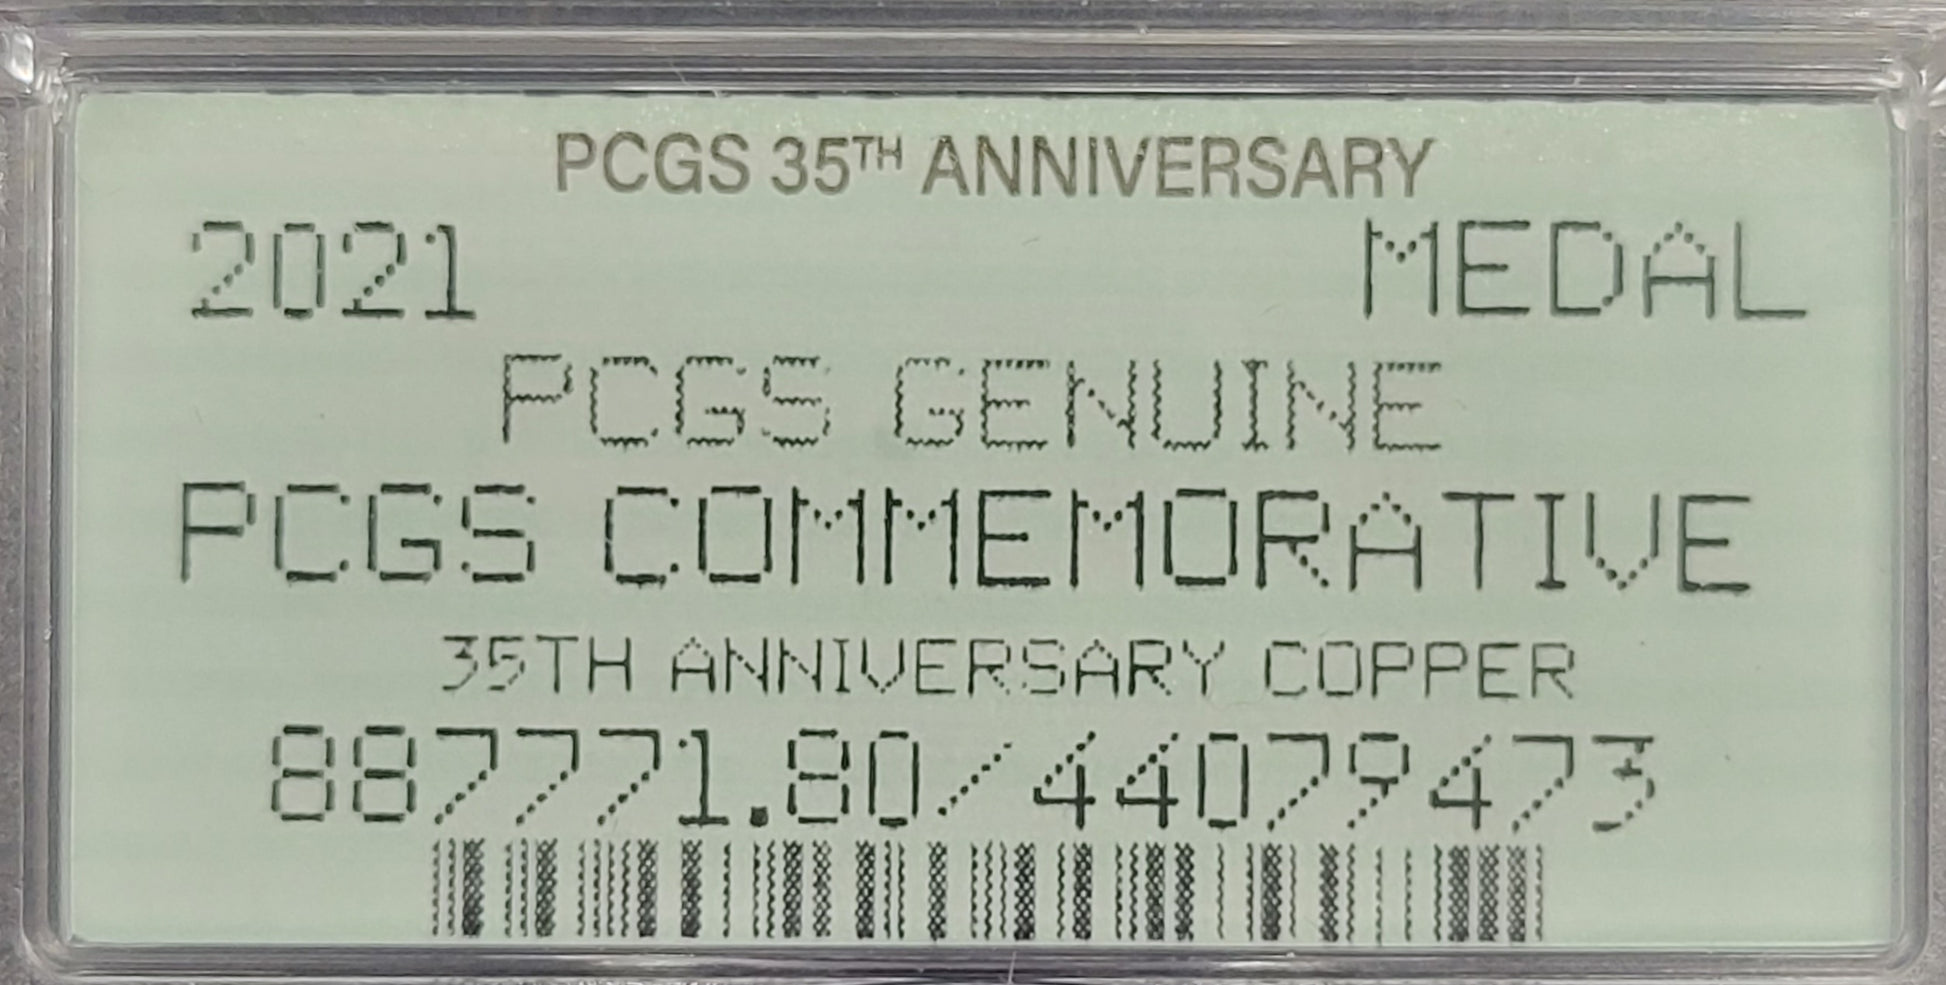 PCGS 35TH ANNIVERSARY
2021 MEDAL
PCGS GENUINE
PCGS COMMEMORATIVE
35TH ANNIVERSARY COPPER
887771.80/44079473